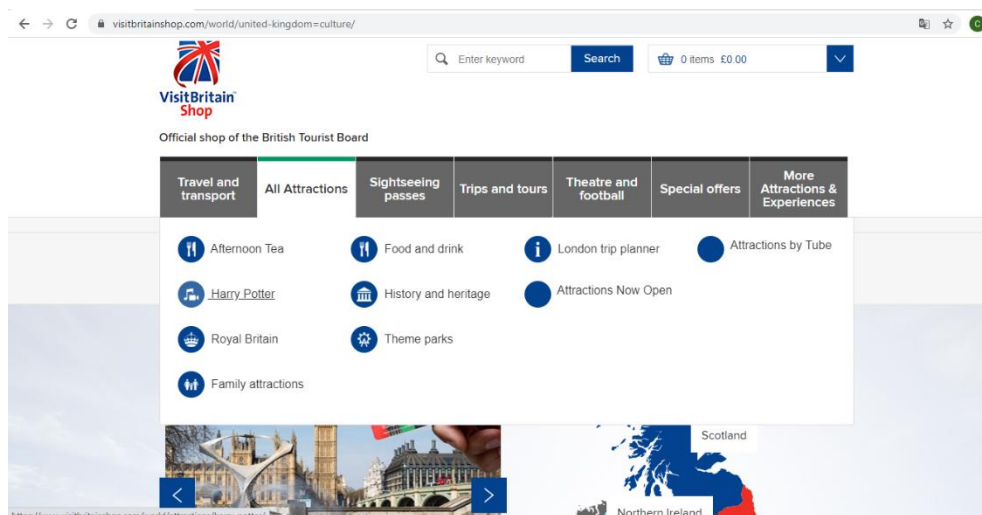 visitbritainshop.com/world/united-kingdom=culture/
VisitBritain
Shop
Enter keyword
Search
0 items £0.00
Official shop of the British Tourist Board
Travel and
transport
All Attractions
Sightseeing
passes
Trips and tours
Theatre and
football
Special offers
More
Attractions &
Experiences
Afternoon Tea
Food and drink
London trip planner
Attractions by Tube
Harry Potter
History and heritage
Attractions Now Open
Royal Britain
Theme parks
Family attractions
Scotland
Northern Ireland